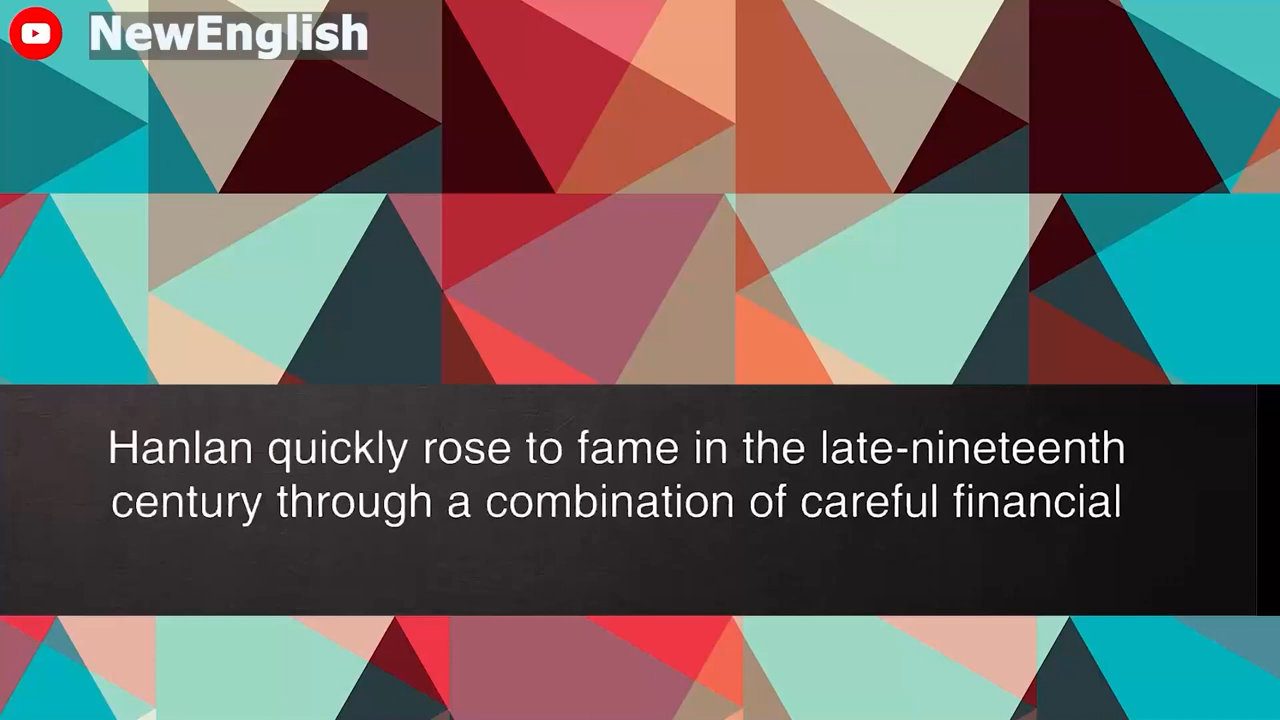 NewEnglish
Hanlan quickly rose to fame in the late-nineteenth
century through a combination of careful financial